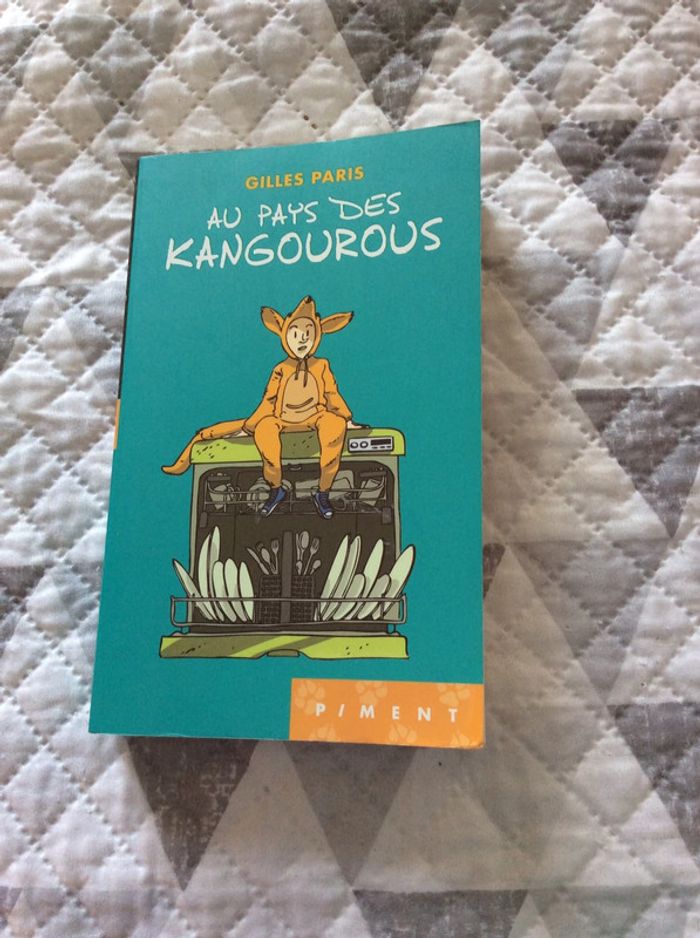 GILLES PARIS
AU PAYS DES
KANGOUROUS
PIMENT